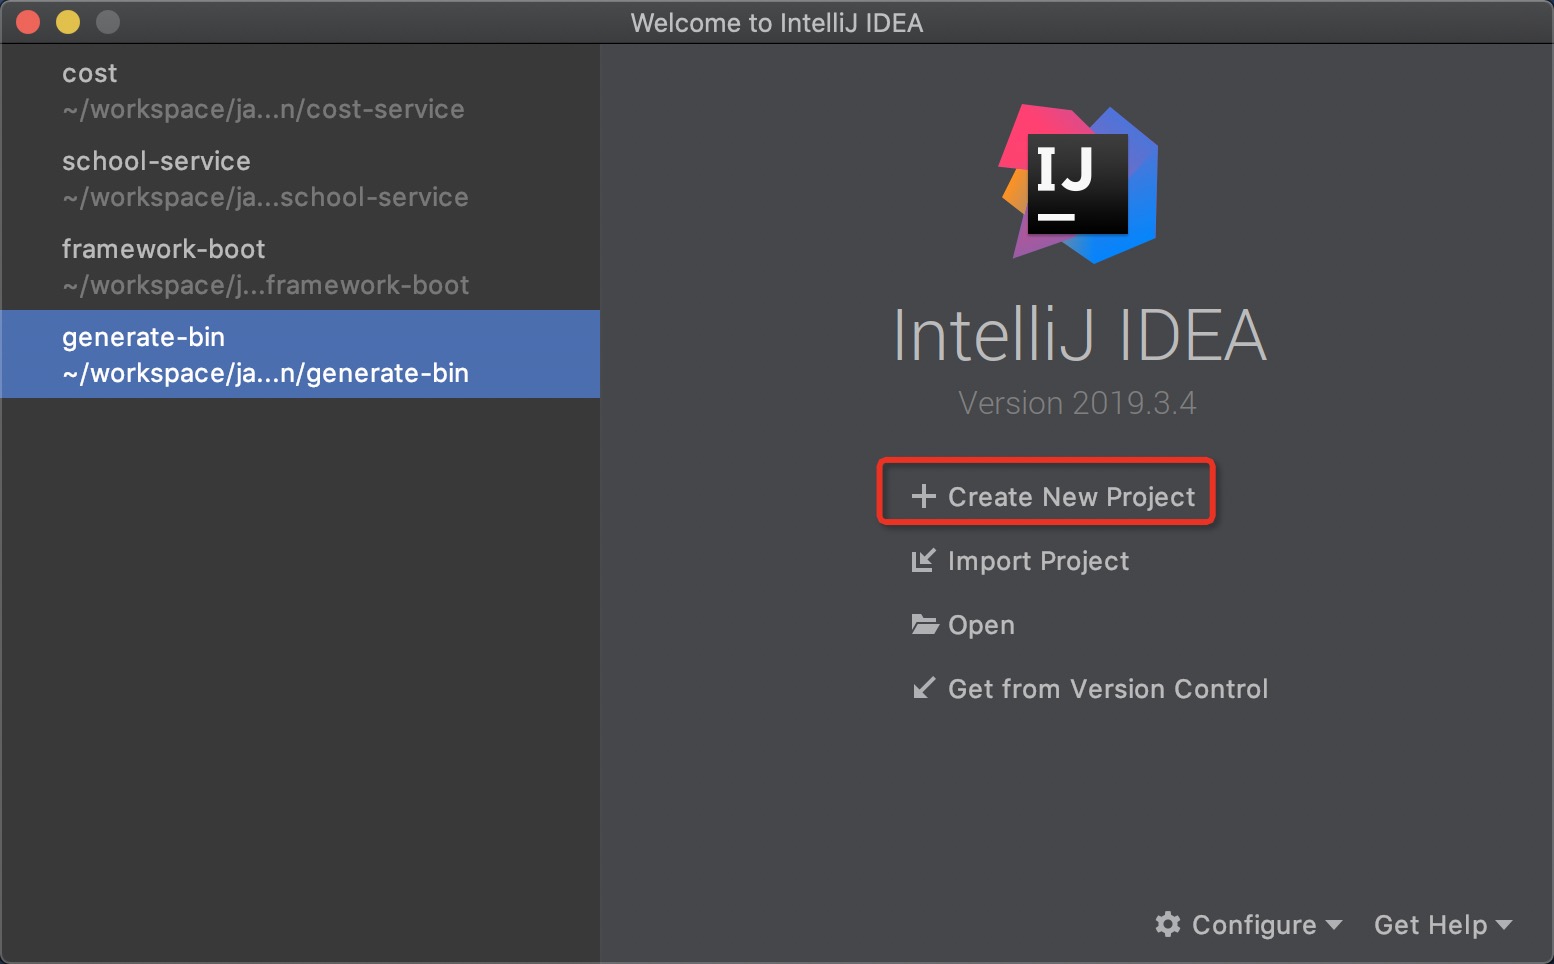 Welcome to IntelliJ IDEA
cost
~/workspace/ja...n/cost-service
school-service
~/workspace/ja...school-service
framework-boot
~/workspace/j...framework-boot
generate-bin
~/workspace/ja...n/generate-bin
IJ
IntelliJ IDEA
Version 2019.3.4
Create New Project
Import Project
Open
Get from Version Control
Configure
Get Help